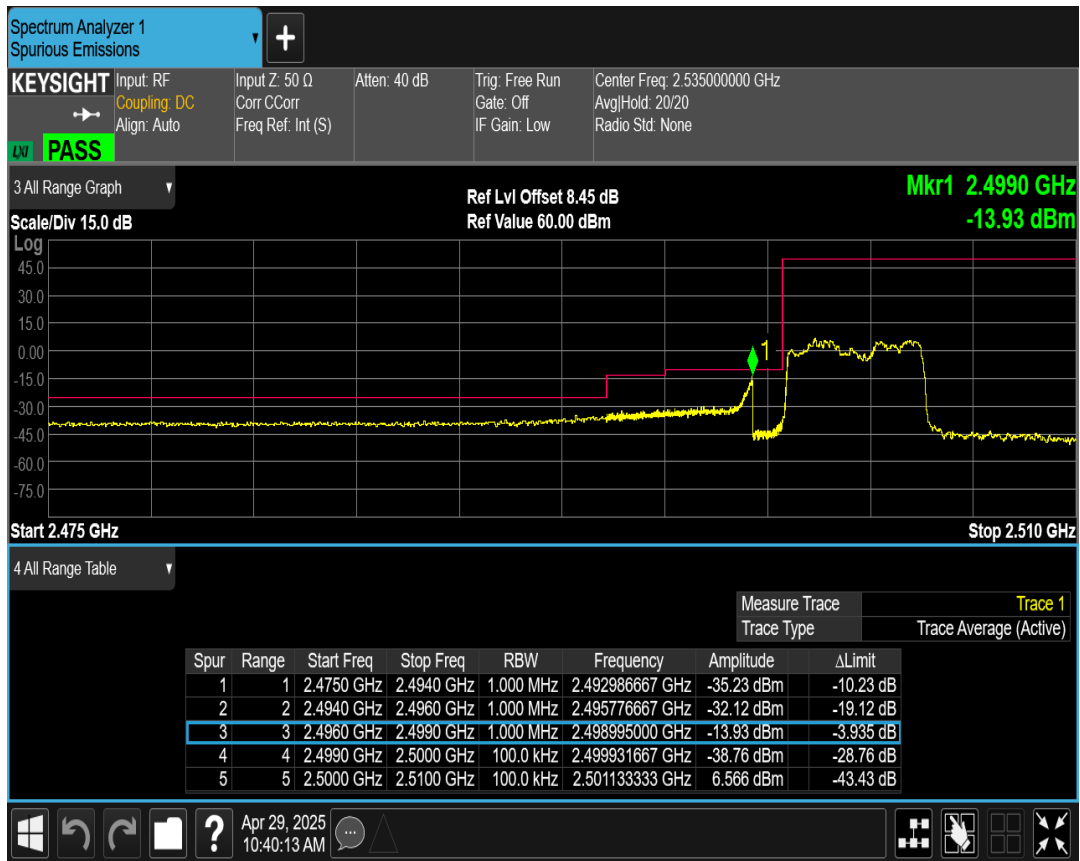 Spectrum Analyzer 1
Spurious Emissions
+
KEYSIGHT
Input: RF
Coupling: DC
Align: Auto
Input Z: 50 Ω
Corr CCorr
Freq Ref: Int (S)
Atten: 40 dB
Trig: Free Run
Gate: Off
IF Gain: Low
Center Freq: 2.535000000 GHz
Avg|Hold: 20/20
Radio Std: None
LXI
PASS
3 All Range Graph
Ref Lvl Offset 8.45 dB
Mkr1 2.4990 GHz
Scale/Div 15.0 dB
Ref Value 60.00 dBm
-13.93 dBm
Log
45.0
30.0
15.0
0.00
-15.0
-30.0
-45.0
-60.0
-75.0
1
Start 2.475 GHz
Stop 2.510 GHz
4 All Range Table
Measure Trace Trace 1
Trace Type Trace Average (Active)
Spur Range Start Freq Stop Freq RBW Frequency Amplitude ΔLimit
1 1 2.4750 GHz 2.4940 GHz 1.000 MHz 2.492986667 GHz -35.23 dBm -10.23 dB
2 2 2.4940 GHz 2.4960 GHz 1.000 MHz 2.495776667 GHz -32.12 dBm -19.12 dB
3 3 2.4960 GHz 2.4990 GHz 1.000 MHz 2.498995000 GHz -13.93 dBm -3.935 dB
4 4 2.4990 GHz 2.5000 GHz 100.0 kHz 2.499931667 GHz -38.76 dBm -28.76 dB
5 5 2.5000 GHz 2.5100 GHz 100.0 kHz 2.501133333 GHz 6.566 dBm -43.43 dB
?
Apr 29, 2025
10:40:13 AM